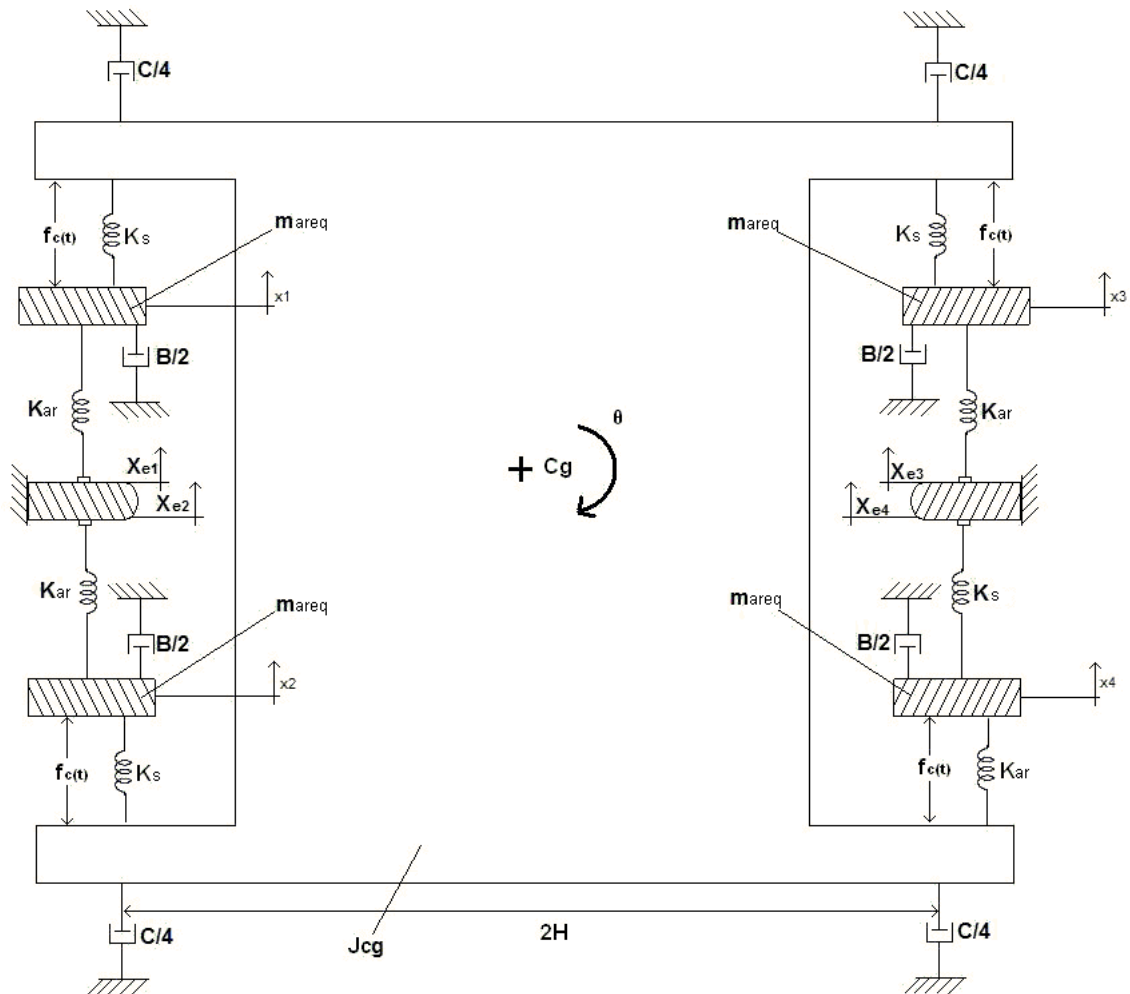 C/4 C/4
fc(t) Ks mareq mareq Ks fc(t)
x1 x3
B/2 B/2
Kar Kar
θ
Xe1 Cg Xe3
Xe2 Xe4
Kar Ks
mareq mareq
B/2 B/2
x2 x4
fc(t) Ks fc(t) Kar
2H
C/4 Jcg C/4